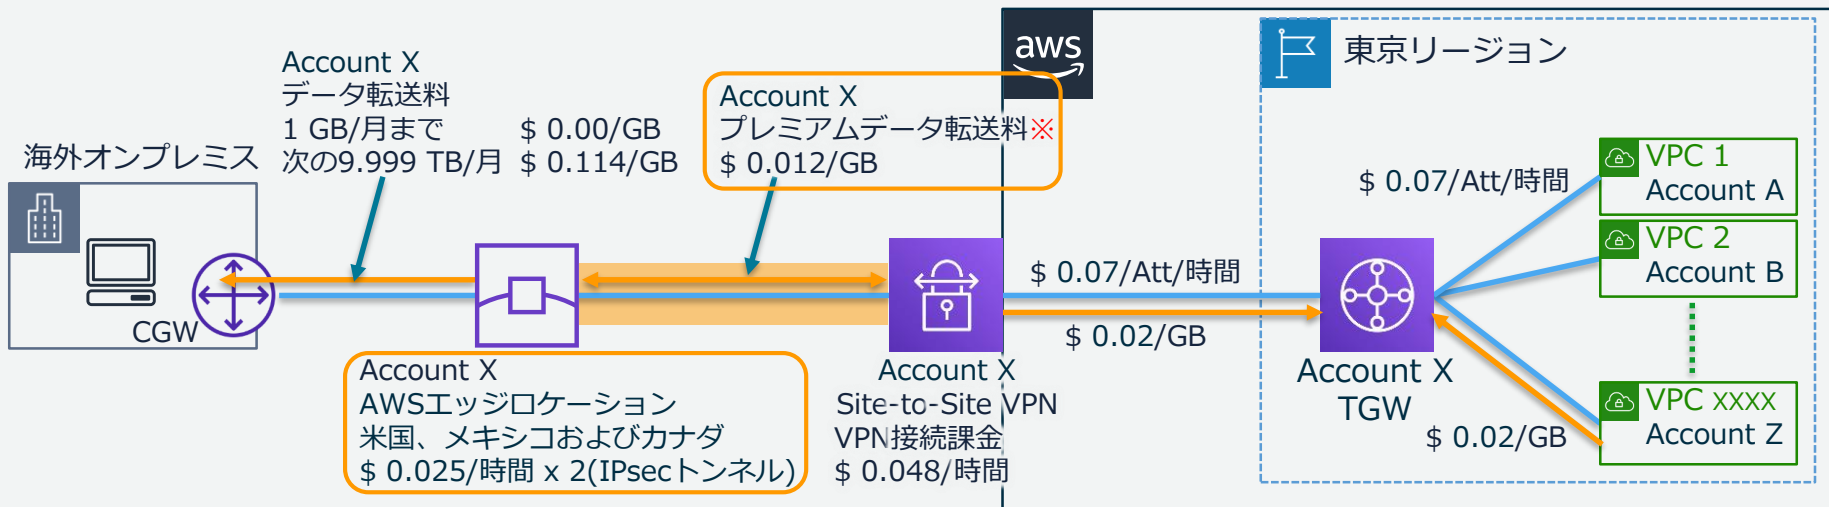 Account X
データ転送料
1 GB/月まで $ 0.00/GB
次の9.999 TB/月 $ 0.114/GB
Account X
プレミアムデータ転送料※
$ 0.012/GB
aws
東京リージョン
海外オンプレミス
CGW
Account X
AWSエッジロケーション
米国、メキシコおよびカナダ
$ 0.025/時間 x 2(IPsecトンネル)
Account X
Site-to-Site VPN
VPN接続課金
$ 0.048/時間
$ 0.07/Att/時間
$ 0.02/GB
Account X
TGW
$ 0.07/Att/時間
$ 0.02/GB
VPC 1
Account A
VPC 2
Account B
VPC XXXX
Account Z